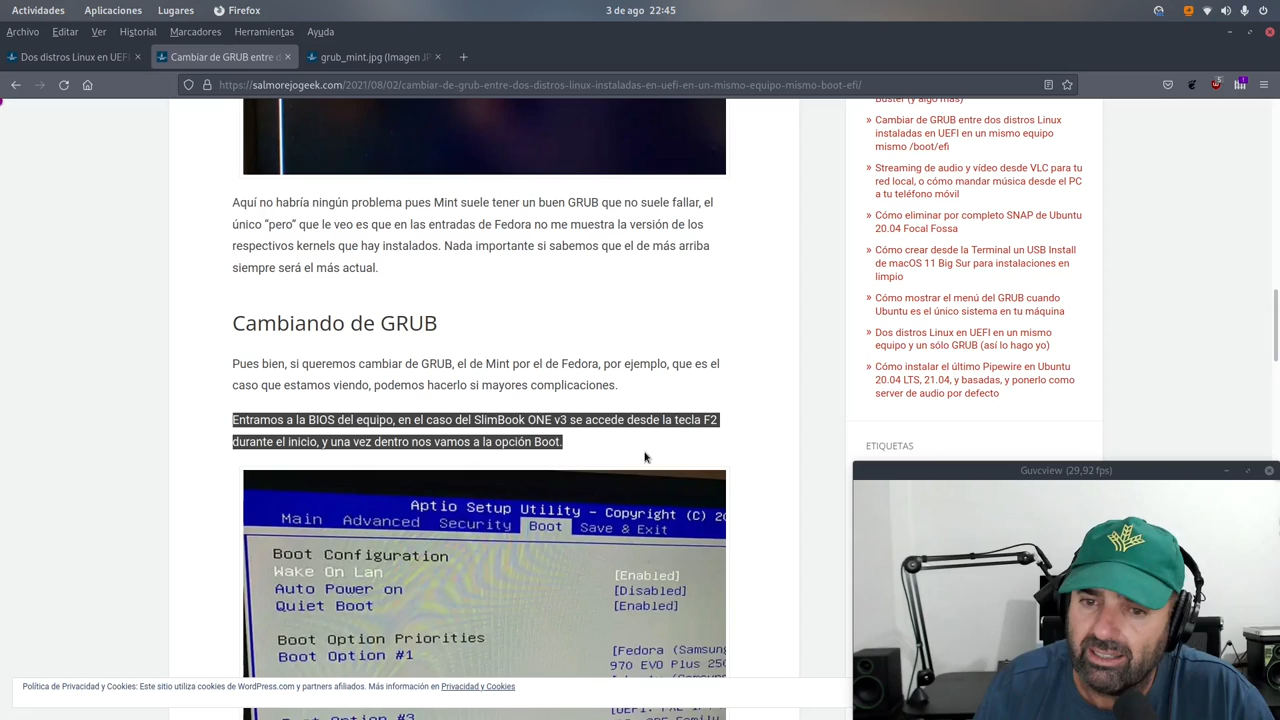 Actividades Aplicaciones Lugares Firefox 3 de ago 22:45
Archivo Editar Ver Historial Marcadores Herramientas Ayuda
Dos distros Linux en UEFI Cambiar de GRUB entre d grub_mint.jpg (Imagen JP
https://salmorejogeek.com/2021/08/02/cambiar-de-grub-entre-dos-distros-linux-instaladas-en-uefi-en-un-mismo-equipo-mismo-boot-efi/
Aquí no habría ningún problema pues Mint suele tener un buen GRUB que no suele fallar, el
único “pero” que le veo es que en las entradas de Fedora no me muestra la versión de los
respectivos kernels que hay instalados. Nada importante si sabemos que el de más arriba
siempre será el más actual.
Cambiando de GRUB
Pues bien, si queremos cambiar de GRUB, el de Mint por el de Fedora, por ejemplo, que es el
caso que estamos viendo, podemos hacerlo si mayores complicaciones.
Entramos a la BIOS del equipo, en el caso del SlimBook ONE v3 se accede desde la tecla F2
durante el inicio, y una vez dentro nos vamos a la opción Boot.
Aptio Setup Utility - Copyright (C) 20
Main Advanced Security Boot Save & Exit
Boot Configuration
Wake On Lan [Enabled]
Auto Power on [Disabled]
Quiet Boot [Enabled]
Boot Option Priorities
Boot Option #1 [Fedora (Samsung
970 EVO Plus 250
Buster (y algo más)
» Cambiar de GRUB entre dos distros Linux
instaladas en UEFI en un mismo equipo
mismo /boot/efi
» Streaming de audio y vídeo desde VLC para tu
red local, o cómo mandar música desde el PC
a tu teléfono móvil
» Cómo eliminar por completo SNAP de Ubuntu
20.04 Focal Fossa
» Cómo crear desde la Terminal un USB Install
de macOS 11 Big Sur para instalaciones en
limpio
» Cómo mostrar el menú del GRUB cuando
Ubuntu es el único sistema en tu máquina
» Dos distros Linux en UEFI en un mismo
equipo y un sólo GRUB (así lo hago yo)
» Cómo instalar el último Pipewire en Ubuntu
20.04 LTS, 21.04, y basadas, y ponerlo como
server de audio por defecto
ETIQUETAS
Guvcview (29,92 fps)
Política de Privacidad y Cookies: Este sitio utiliza cookies de WordPress.com y partners afiliados. Más información en Privacidad y Cookies